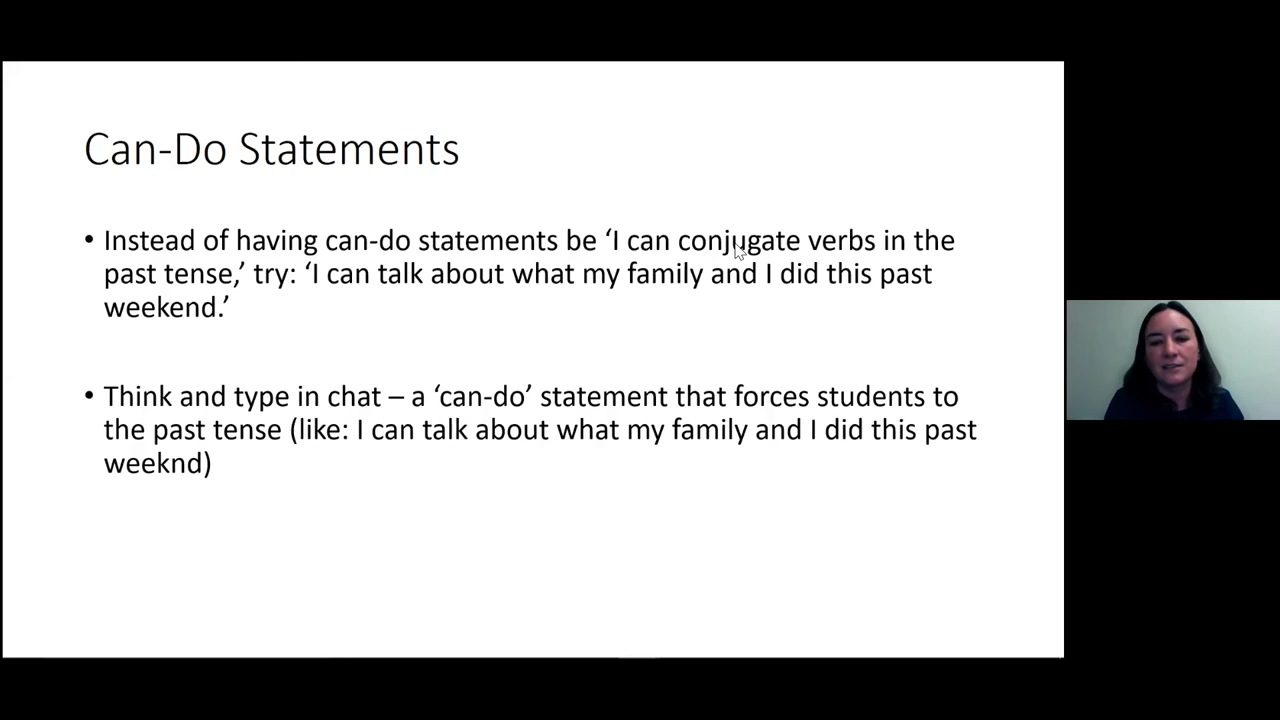 Can-Do Statements
• Instead of having can-do statements be ‘I can conjugate verbs in the
past tense,’ try: ‘I can talk about what my family and I did this past
weekend.’
• Think and type in chat – a ‘can-do’ statement that forces students to
the past tense (like: I can talk about what my family and I did this past
weeknd)